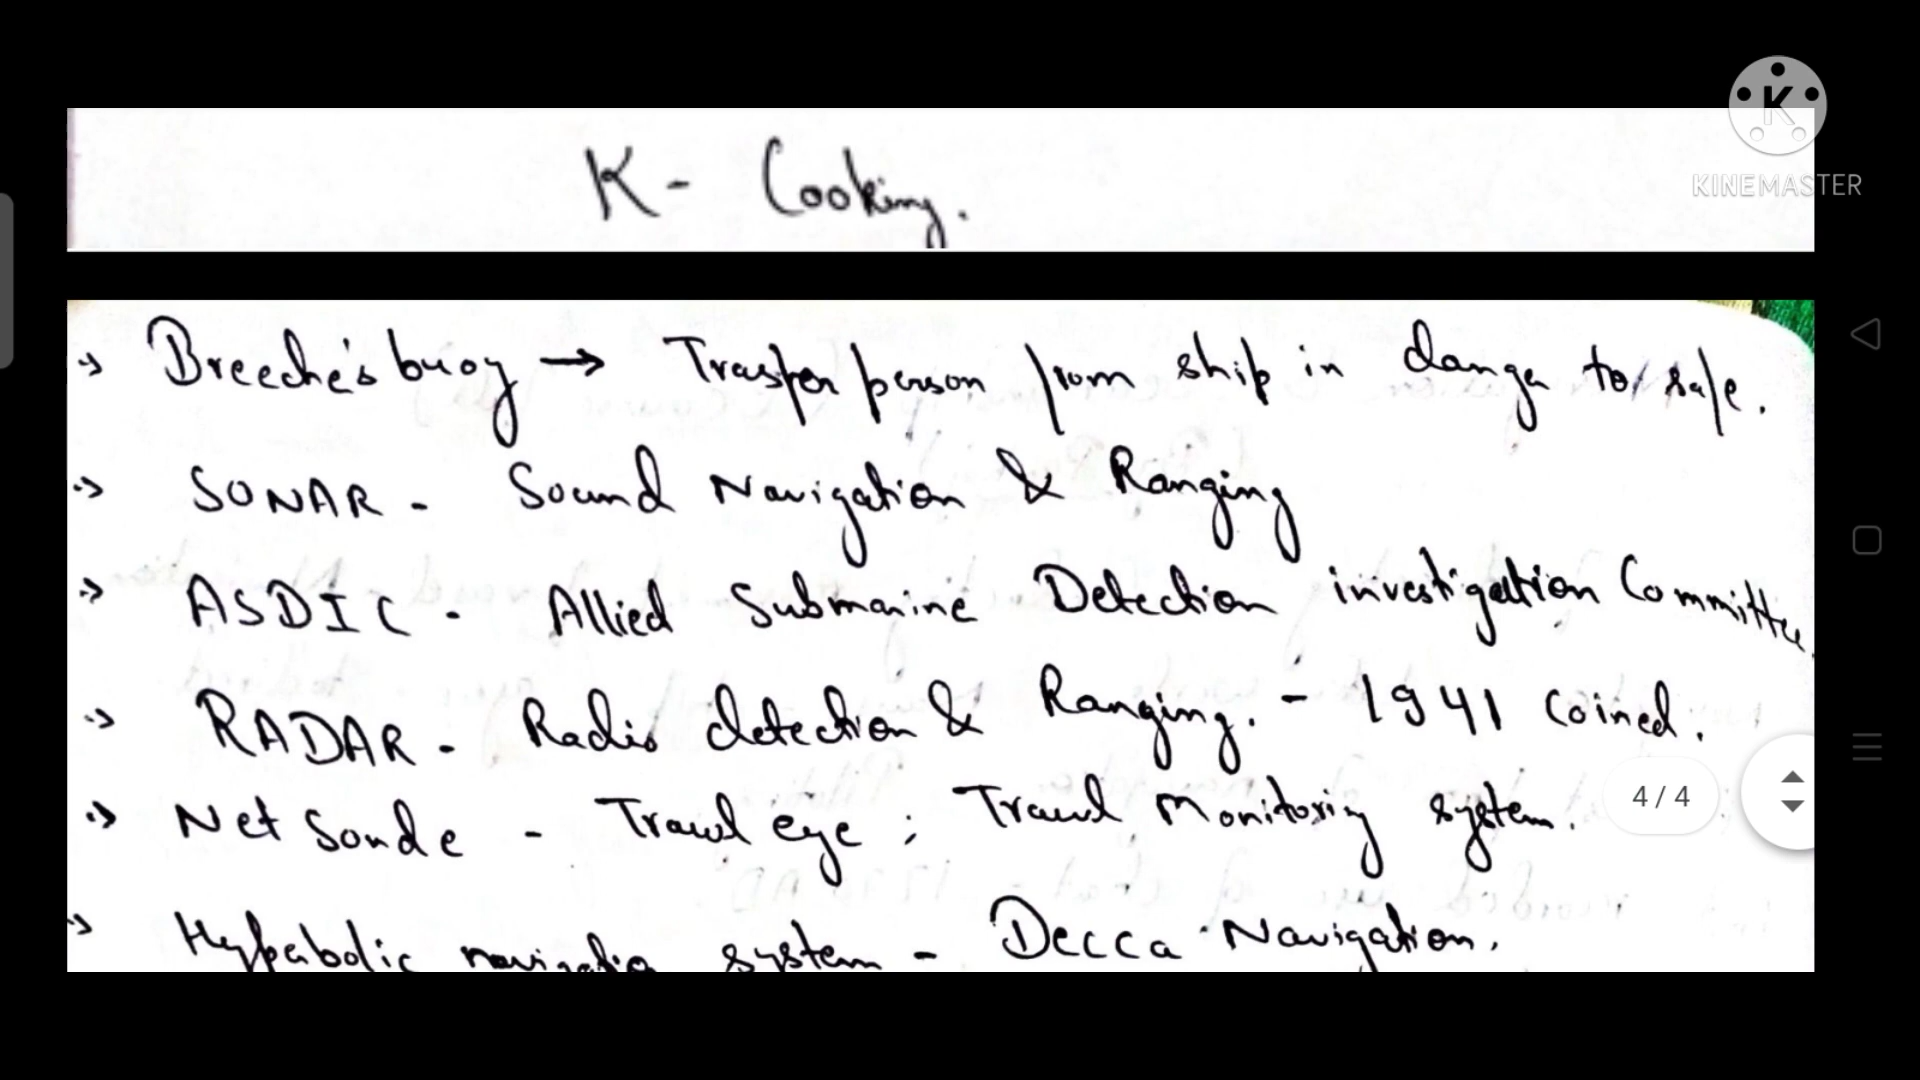 K
KINEMASTER
K - Cooking.
-> Breeche's buoy → Trasfer person from ship in danger to safe.
-> SONAR - Sound Navigation & Ranging
-> ASDIC - Allied Submarine Detection investigation Committee.
-> RADAR - Radio detection & Ranging. - 1941 Coined.
-> Net Sonde - Trawl eye ; Trawl Monitoring system.
4 / 4
-> Hyperbolic navigation system - Decca Navigation.